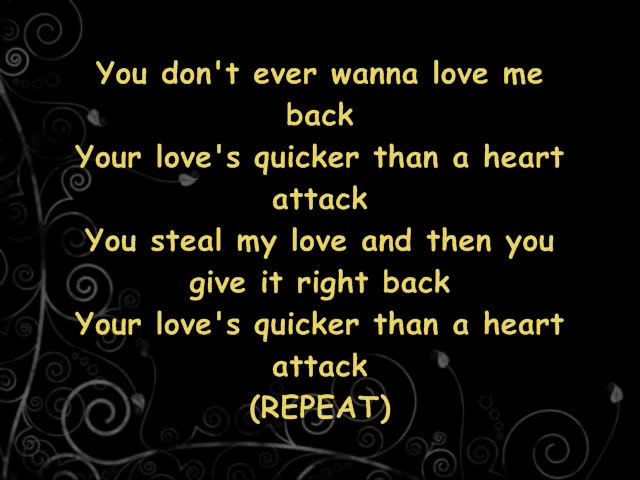 You don't ever wanna love me
back
Your love's quicker than a heart
attack
You steal my love and then you
give it right back
Your love's quicker than a heart
attack
(REPEAT)